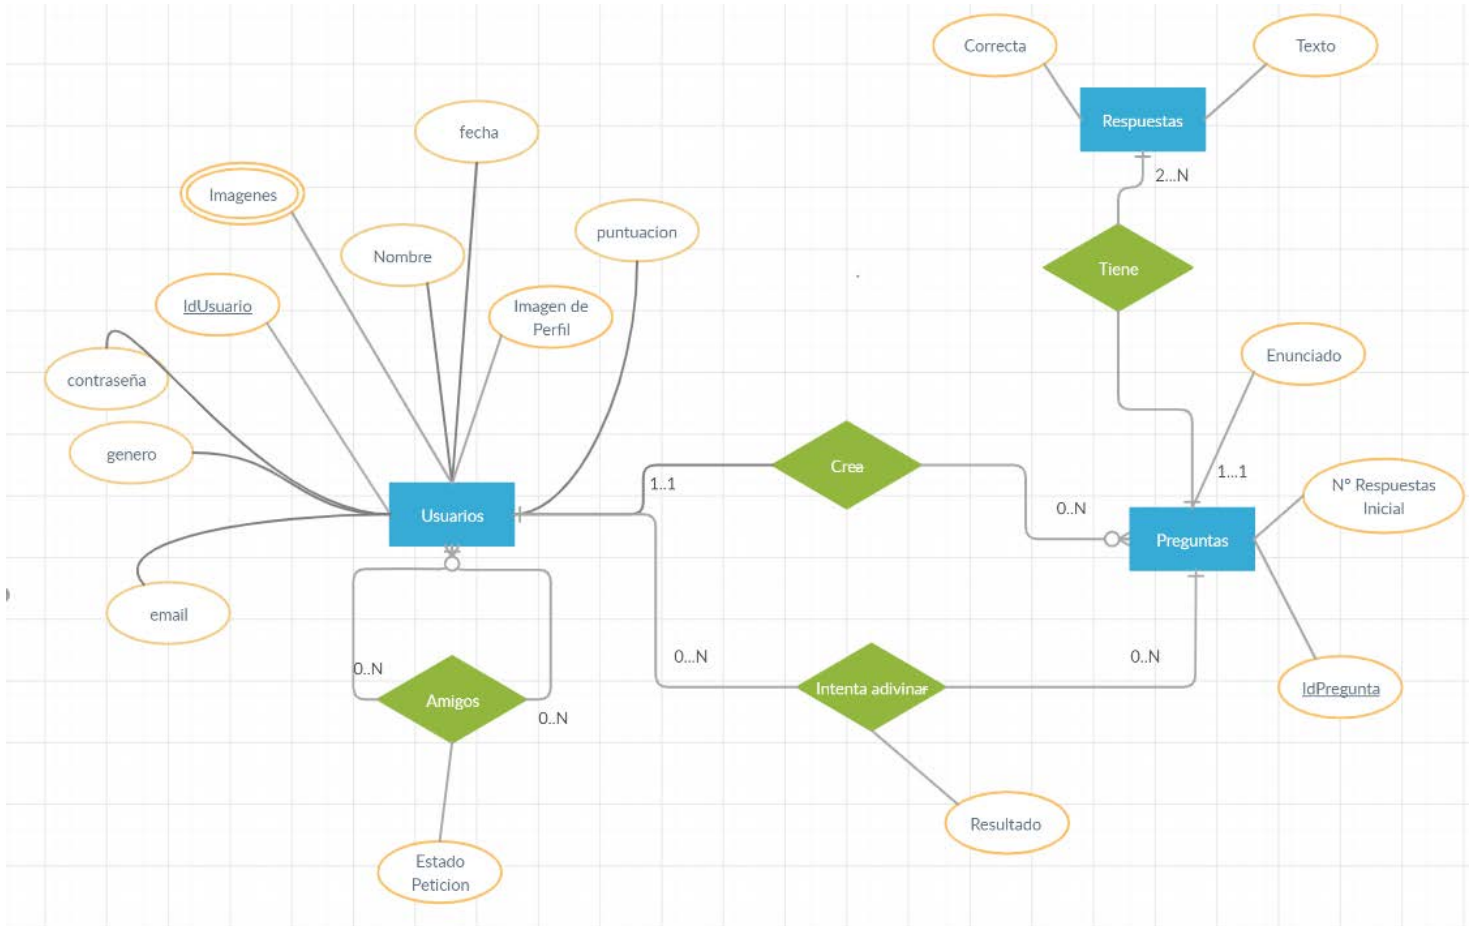 Correcta
Texto
Respuestas
2...N
fecha
Imagenes
Nombre
puntuacion
Tiene
IdUsuario
Imagen de
Perfil
contraseña
Enunciado
genero
Crea
1..1
1...1
Nº Respuestas
Inicial
Usuarios
0..N
Preguntas
email
0..N
0...N
0..N
Amigos
Intenta adivinar
IdPregunta
0..N
Resultado
Estado
Peticion